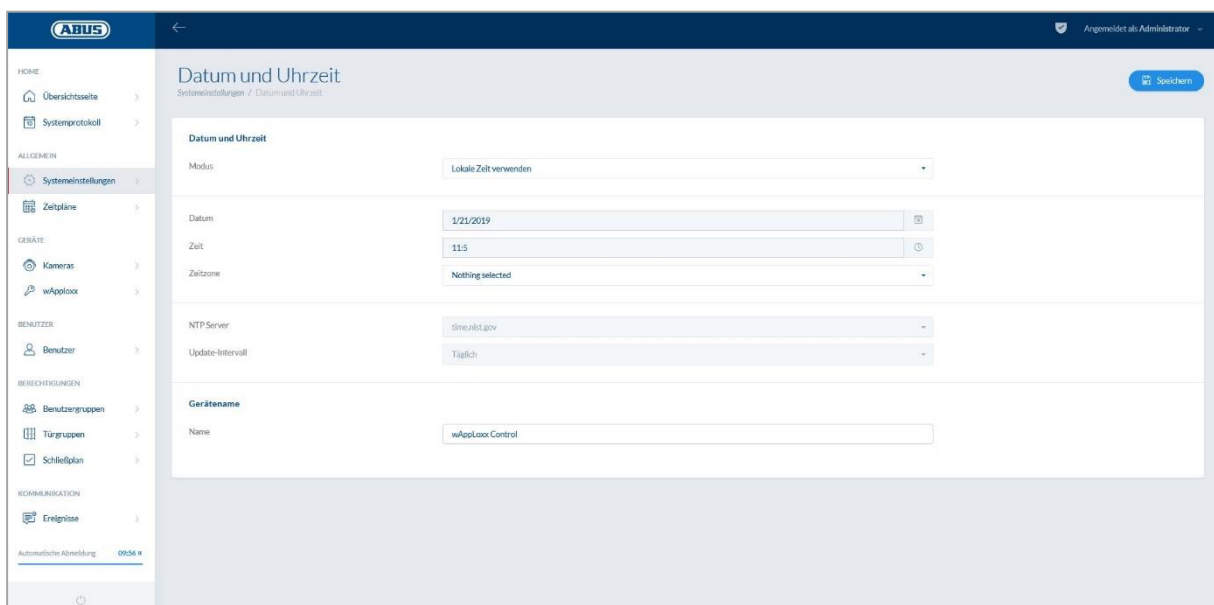 ABUS
Angemeldet als Administrator
HOME
Übersichtsseite
Systemprotokoll
ALLGEMEIN
Systemeinstellungen
Zeitpläne
GERÄTE
Kameras
wApploxx
BENUTZER
Benutzer
BERECHTIGUNGEN
Benutzergruppen
Türgruppen
Schließplan
KOMMUNIKATION
Ereignisse
Automatische Abmeldung 09:56
Datum und Uhrzeit
Systemeinstellungen / Datum und Uhrzeit
Speichern
Datum und Uhrzeit
Modus Lokale Zeit verwenden
Datum 1/21/2019
Zeit 11:5
Zeitzone Nothing selected
NTP Server time.nist.gov
Update-Intervall Täglich
Gerätename
Name wAppLoxx Control